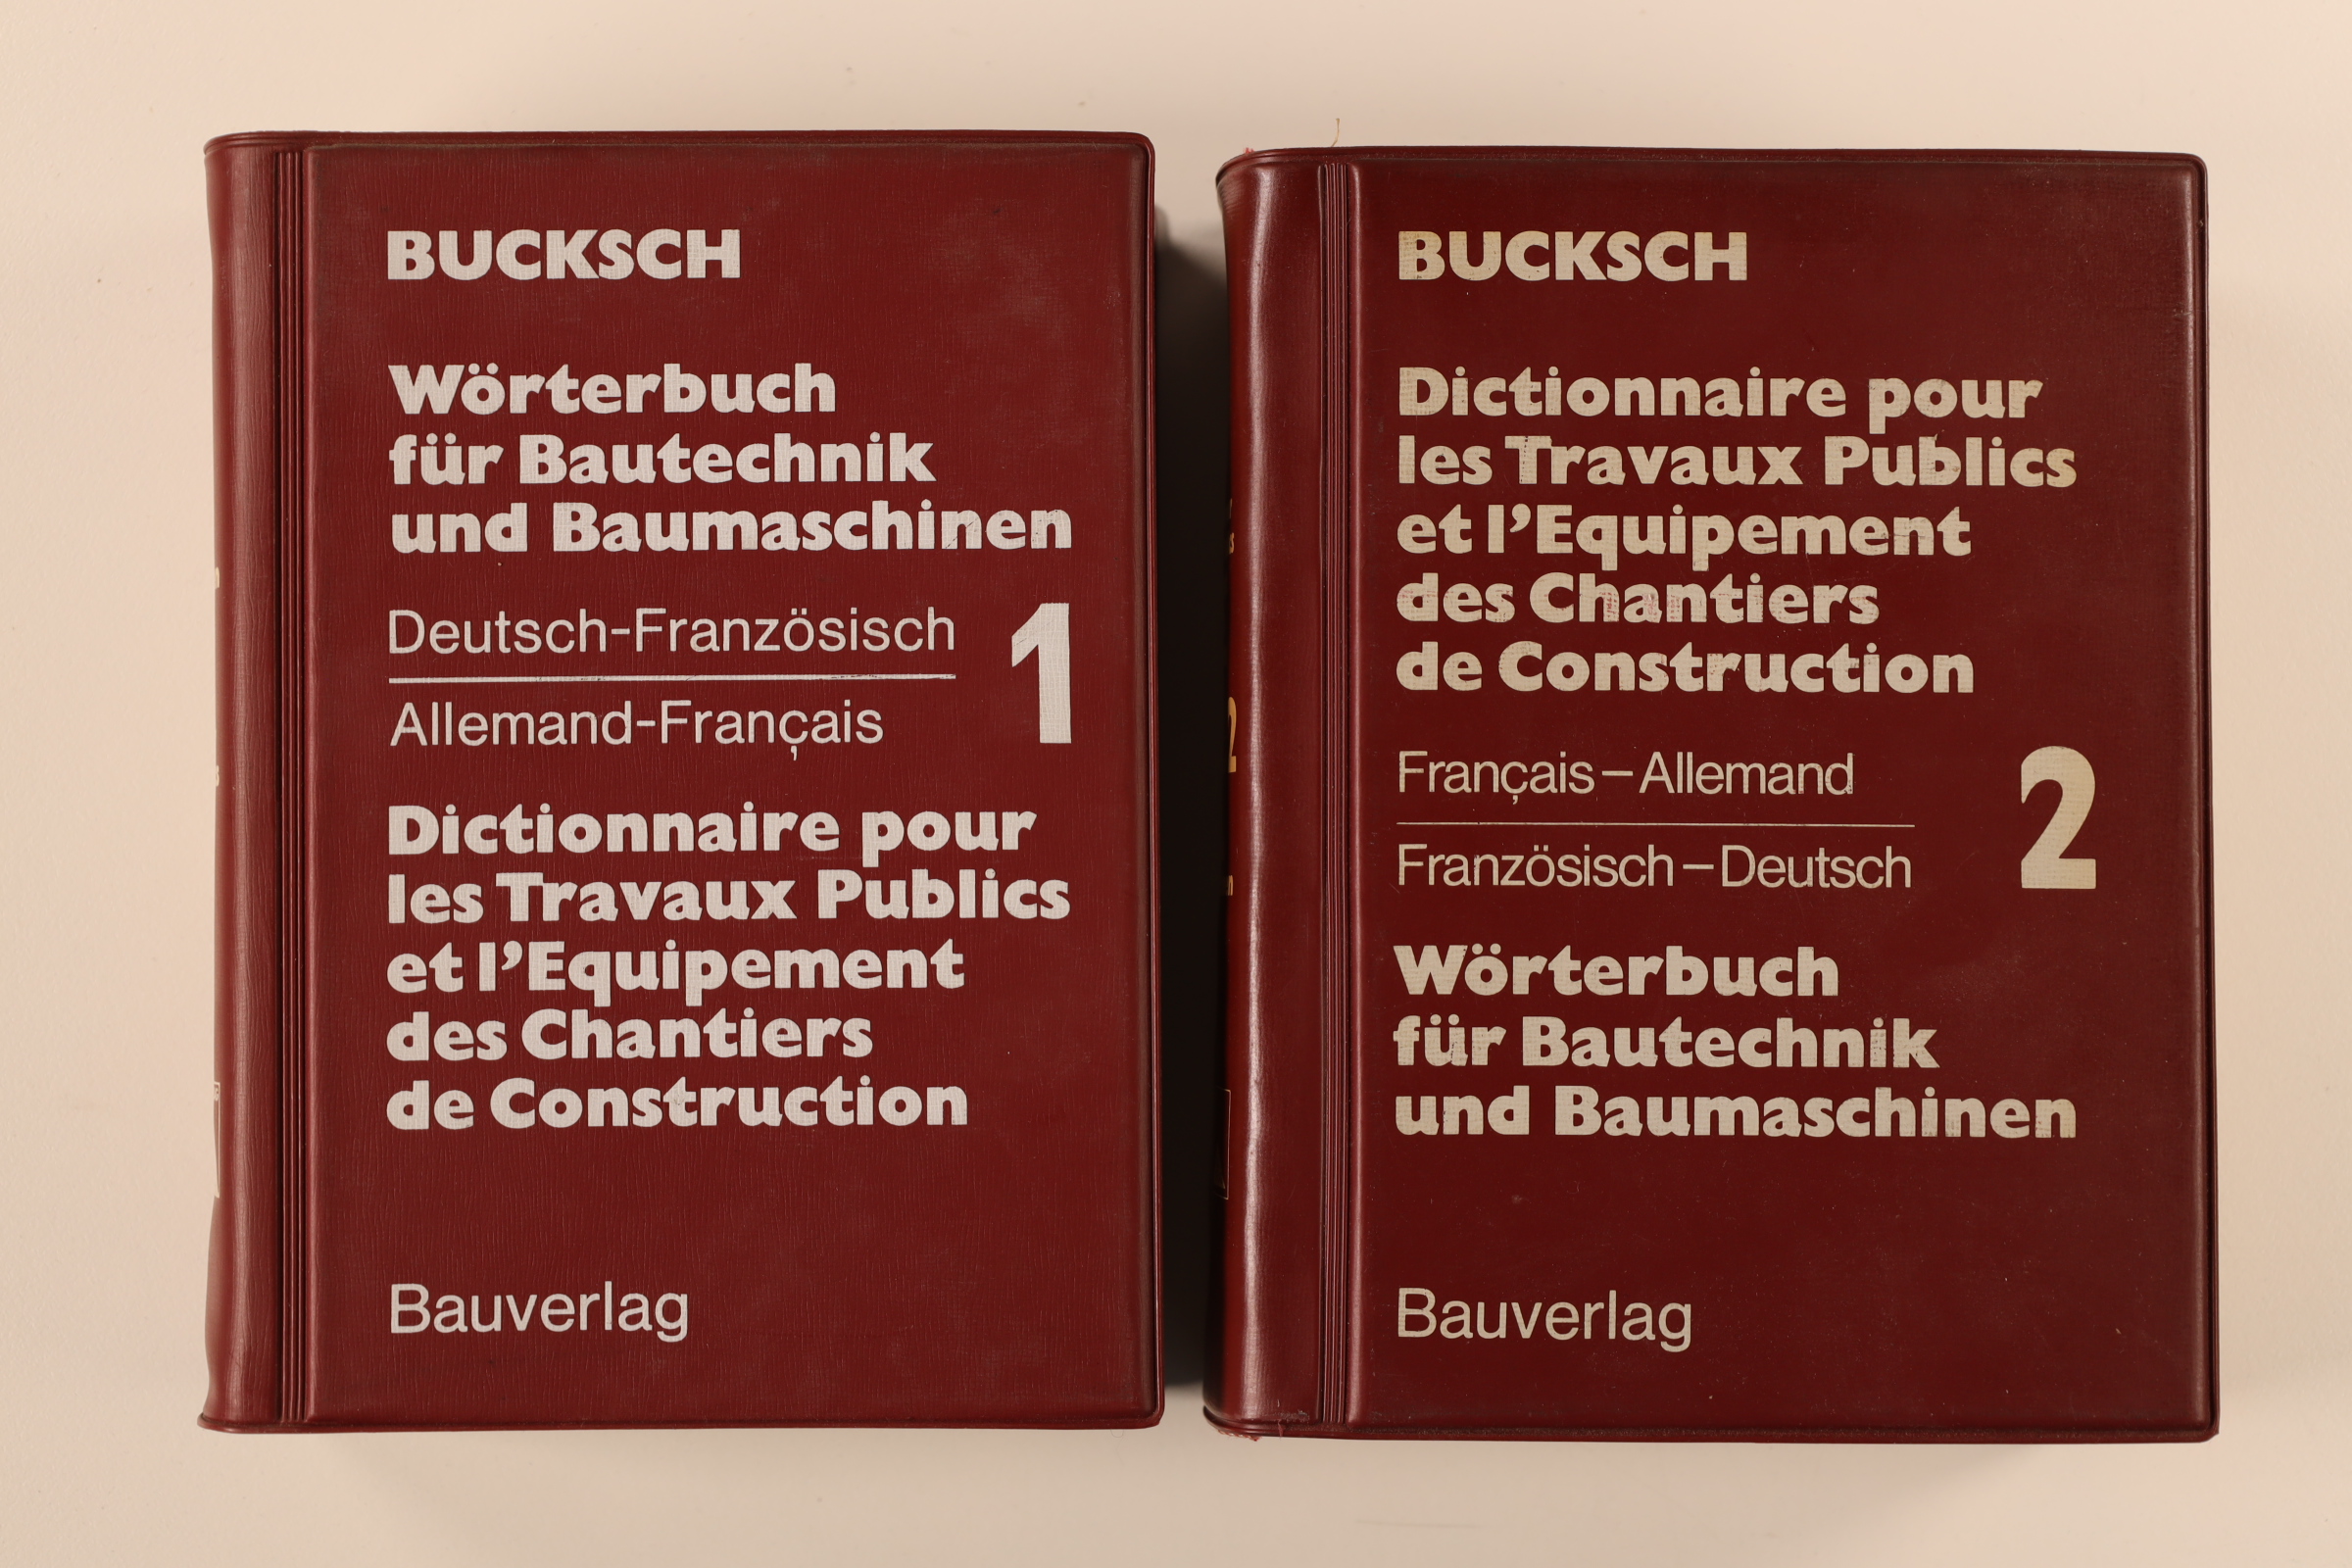 BUCKSCH
Wörterbuch
für Bautechnik
und Baumaschinen
Deutsch-Französisch
1
Allemand-Français
Dictionnaire pour
les Travaux Publics
et l'Equipement
des Chantiers
de Construction
Bauverlag
BUCKSCH
Dictionnaire pour
les Travaux Publics
et l'Equipement
des Chantiers
de Construction
Français – Allemand
2
Französisch – Deutsch
Wörterbuch
für Bautechnik
und Baumaschinen
Bauverlag
2